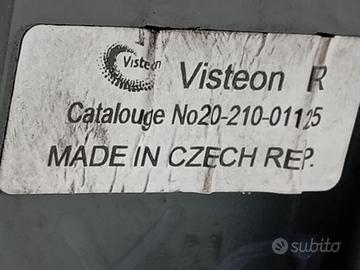 Visteon
Visteon R
Catalouge No20-210-01125
MADE IN CZECH REP.
subito